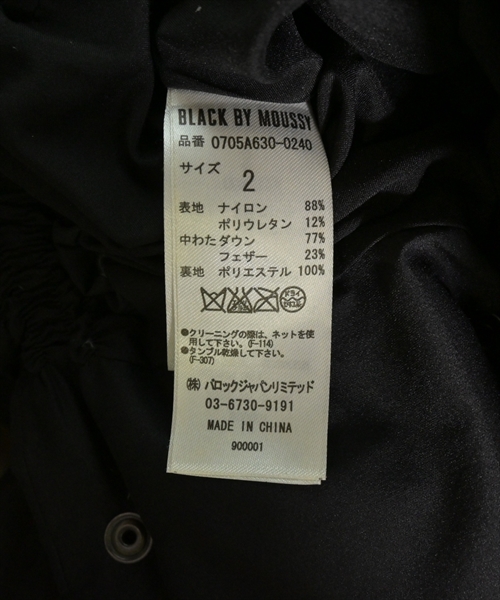 BLACK BY MOUSSY
品番 0705A630-0240
サイズ
2
表地 ナイロン 88%
ポリウレタン 12%
中わた ダウン 77%
フェザー 23%
裏地 ポリエステル 100%
ドライ
●クリーニングの際は、ネットを使
用して下さい。(F-114)
●タンブル乾燥して下さい。
(F-307)
㈱ バロックジャパンリミテッド
03-6730-9191
MADE IN CHINA
900001